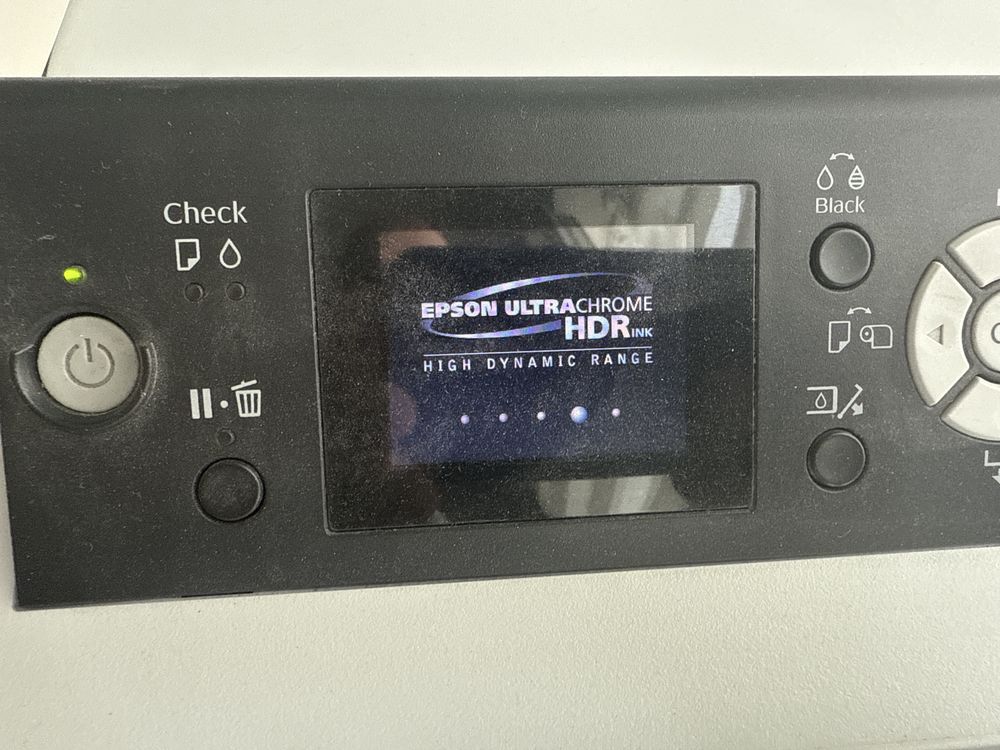 Check
Black
EPSON ULTRACHROME
HDR INK
HIGH DYNAMIC RANGE